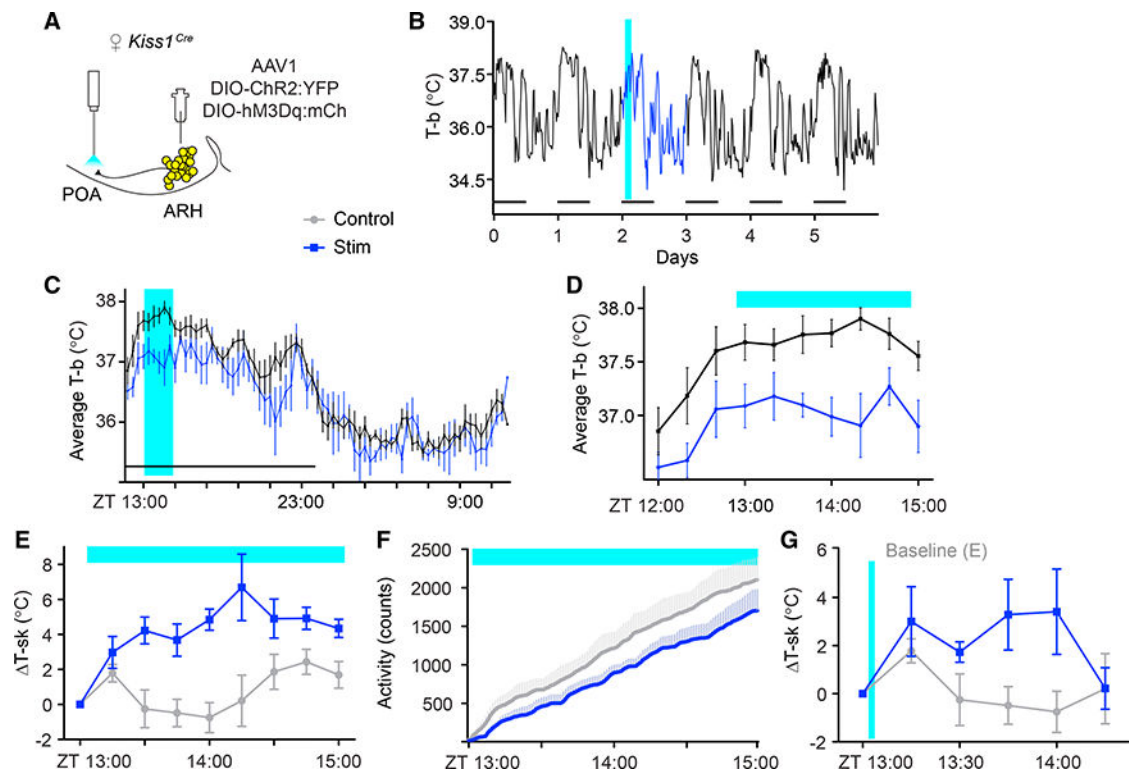 A
♀ Kiss1Cre
AAV1
DIO-ChR2:YFP
DIO-hM3Dq:mCh
POA
ARH
Control
Stim
B
T-b (°C)
39.0
37.5
36.0
34.5
0 1 2 3 4 5
Days
C
Average T-b (°C)
38
37
36
ZT 13:00 23:00 9:00
D
Average T-b (°C)
38.0
37.5
37.0
ZT 12:00 13:00 14:00 15:00
E
ΔT-sk (°C)
8
6
4
2
0
-2
ZT 13:00 14:00 15:00
F
Activity (counts)
2500
2000
1500
1000
500
ZT 13:00 14:00 15:00
G
Baseline (E)
ΔT-sk (°C)
6
4
2
0
-2
ZT 13:00 13:30 14:00